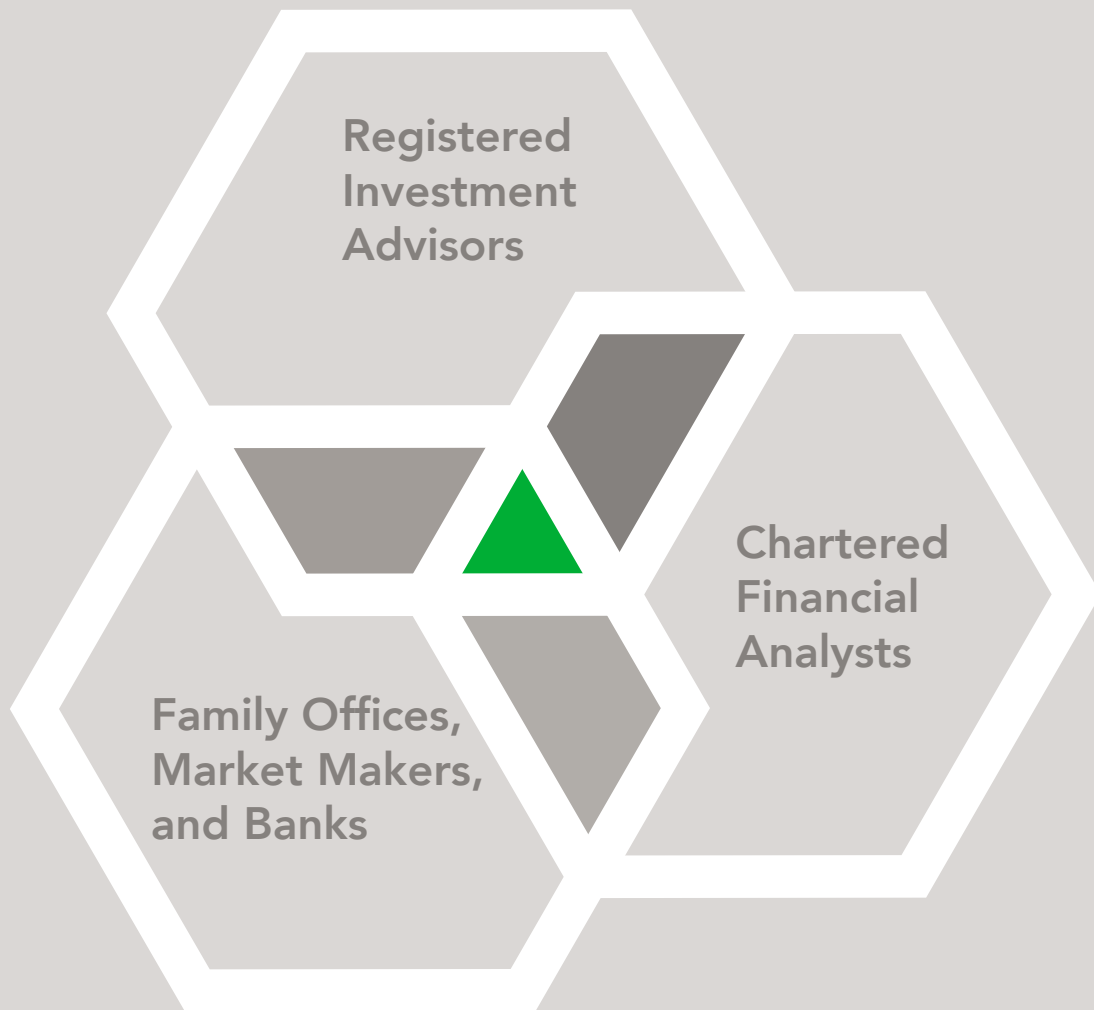 Registered
Investment
Advisors
Chartered
Financial
Analysts
Family Offices,
Market Makers,
and Banks